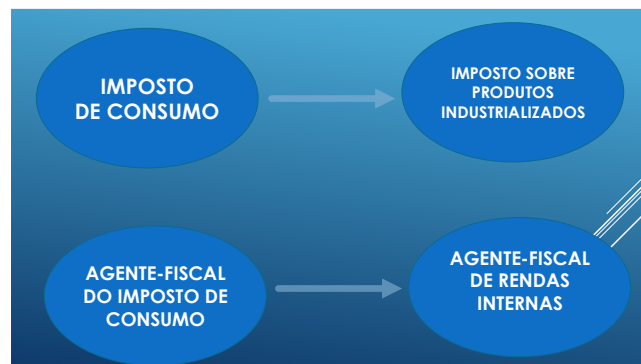 IMPOSTO
DE CONSUMO
IMPOSTO SOBRE
PRODUTOS
INDUSTRIALIZADOS
AGENTE-FISCAL
DO IMPOSTO DE
CONSUMO
AGENTE-FISCAL
DE RENDAS
INTERNAS